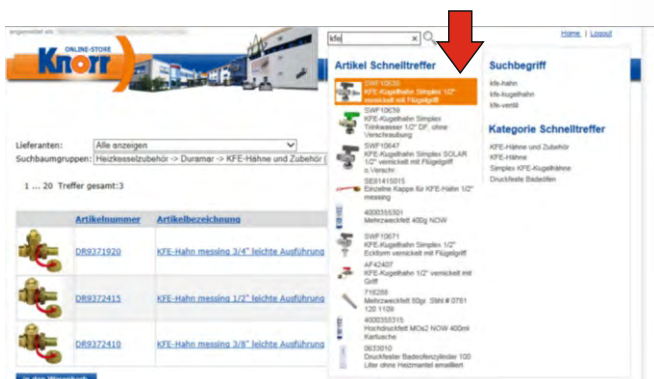 angemeldet als:
ONLINE-STORE
Knorr
kfe
x
Home | Logout
Lieferanten: Alle anzeigen
Suchbaumgruppen: Heizkesselzubehör -> Duramar -> KFE-Hähne und Zubehör (
1 ... 20 Treffer gesamt:3
Artikelnummer Artikelbezeichnung
DR9371920 KFE-Hahn messing 3/4" leichte Ausführung
DR9372415 KFE-Hahn messing 1/2" leichte Ausführung
DR9372410 KFE-Hahn messing 3/8" leichte Ausführung
in den Warenkorb
Artikel Schnelltreffer
KFE-Kugelhahn Simplex 1/2"
vernickelt mit Flügelgriff
SWF10639
KFE-Kugelhahn Simplex
Trinkwasser 1/2" DF, ohne
Verschraubung
SWF10647
KFE-Kugelhahn Simplex SOLAR
1/2" vernickelt mit Flügelgriff
o.Verschr.
SE81415015
Einzelne Kappe für KFE-Hahn 1/2"
messing
4000355301
Mehrzweckfett 400g NOW
SWF10671
KFE-Kugelhahn Simplex 1/2"
Eckform vernickelt mit Flügelgriff
AF42407
KFE-Kugelhahn 1/2" vernickelt mit
Griff
716288
Mehrzweckfett 50gr. StiNl # 0781
120 1109
4000355315
Hochdruckfett MOs2 NOW 400ml
Kartusche
0633010
Druckfester Badeofenzylinder 100
Liter ohne Heizmantel emailliert
Suchbegriff
kfe-hahn
kfe-kugelhahn
kfe-ventil
Kategorie Schnelltreffer
KFE-Hähne und Zubehör
KFE-Hähne
Simplex KFE-Kugelhähne
Druckfeste Badeöfen